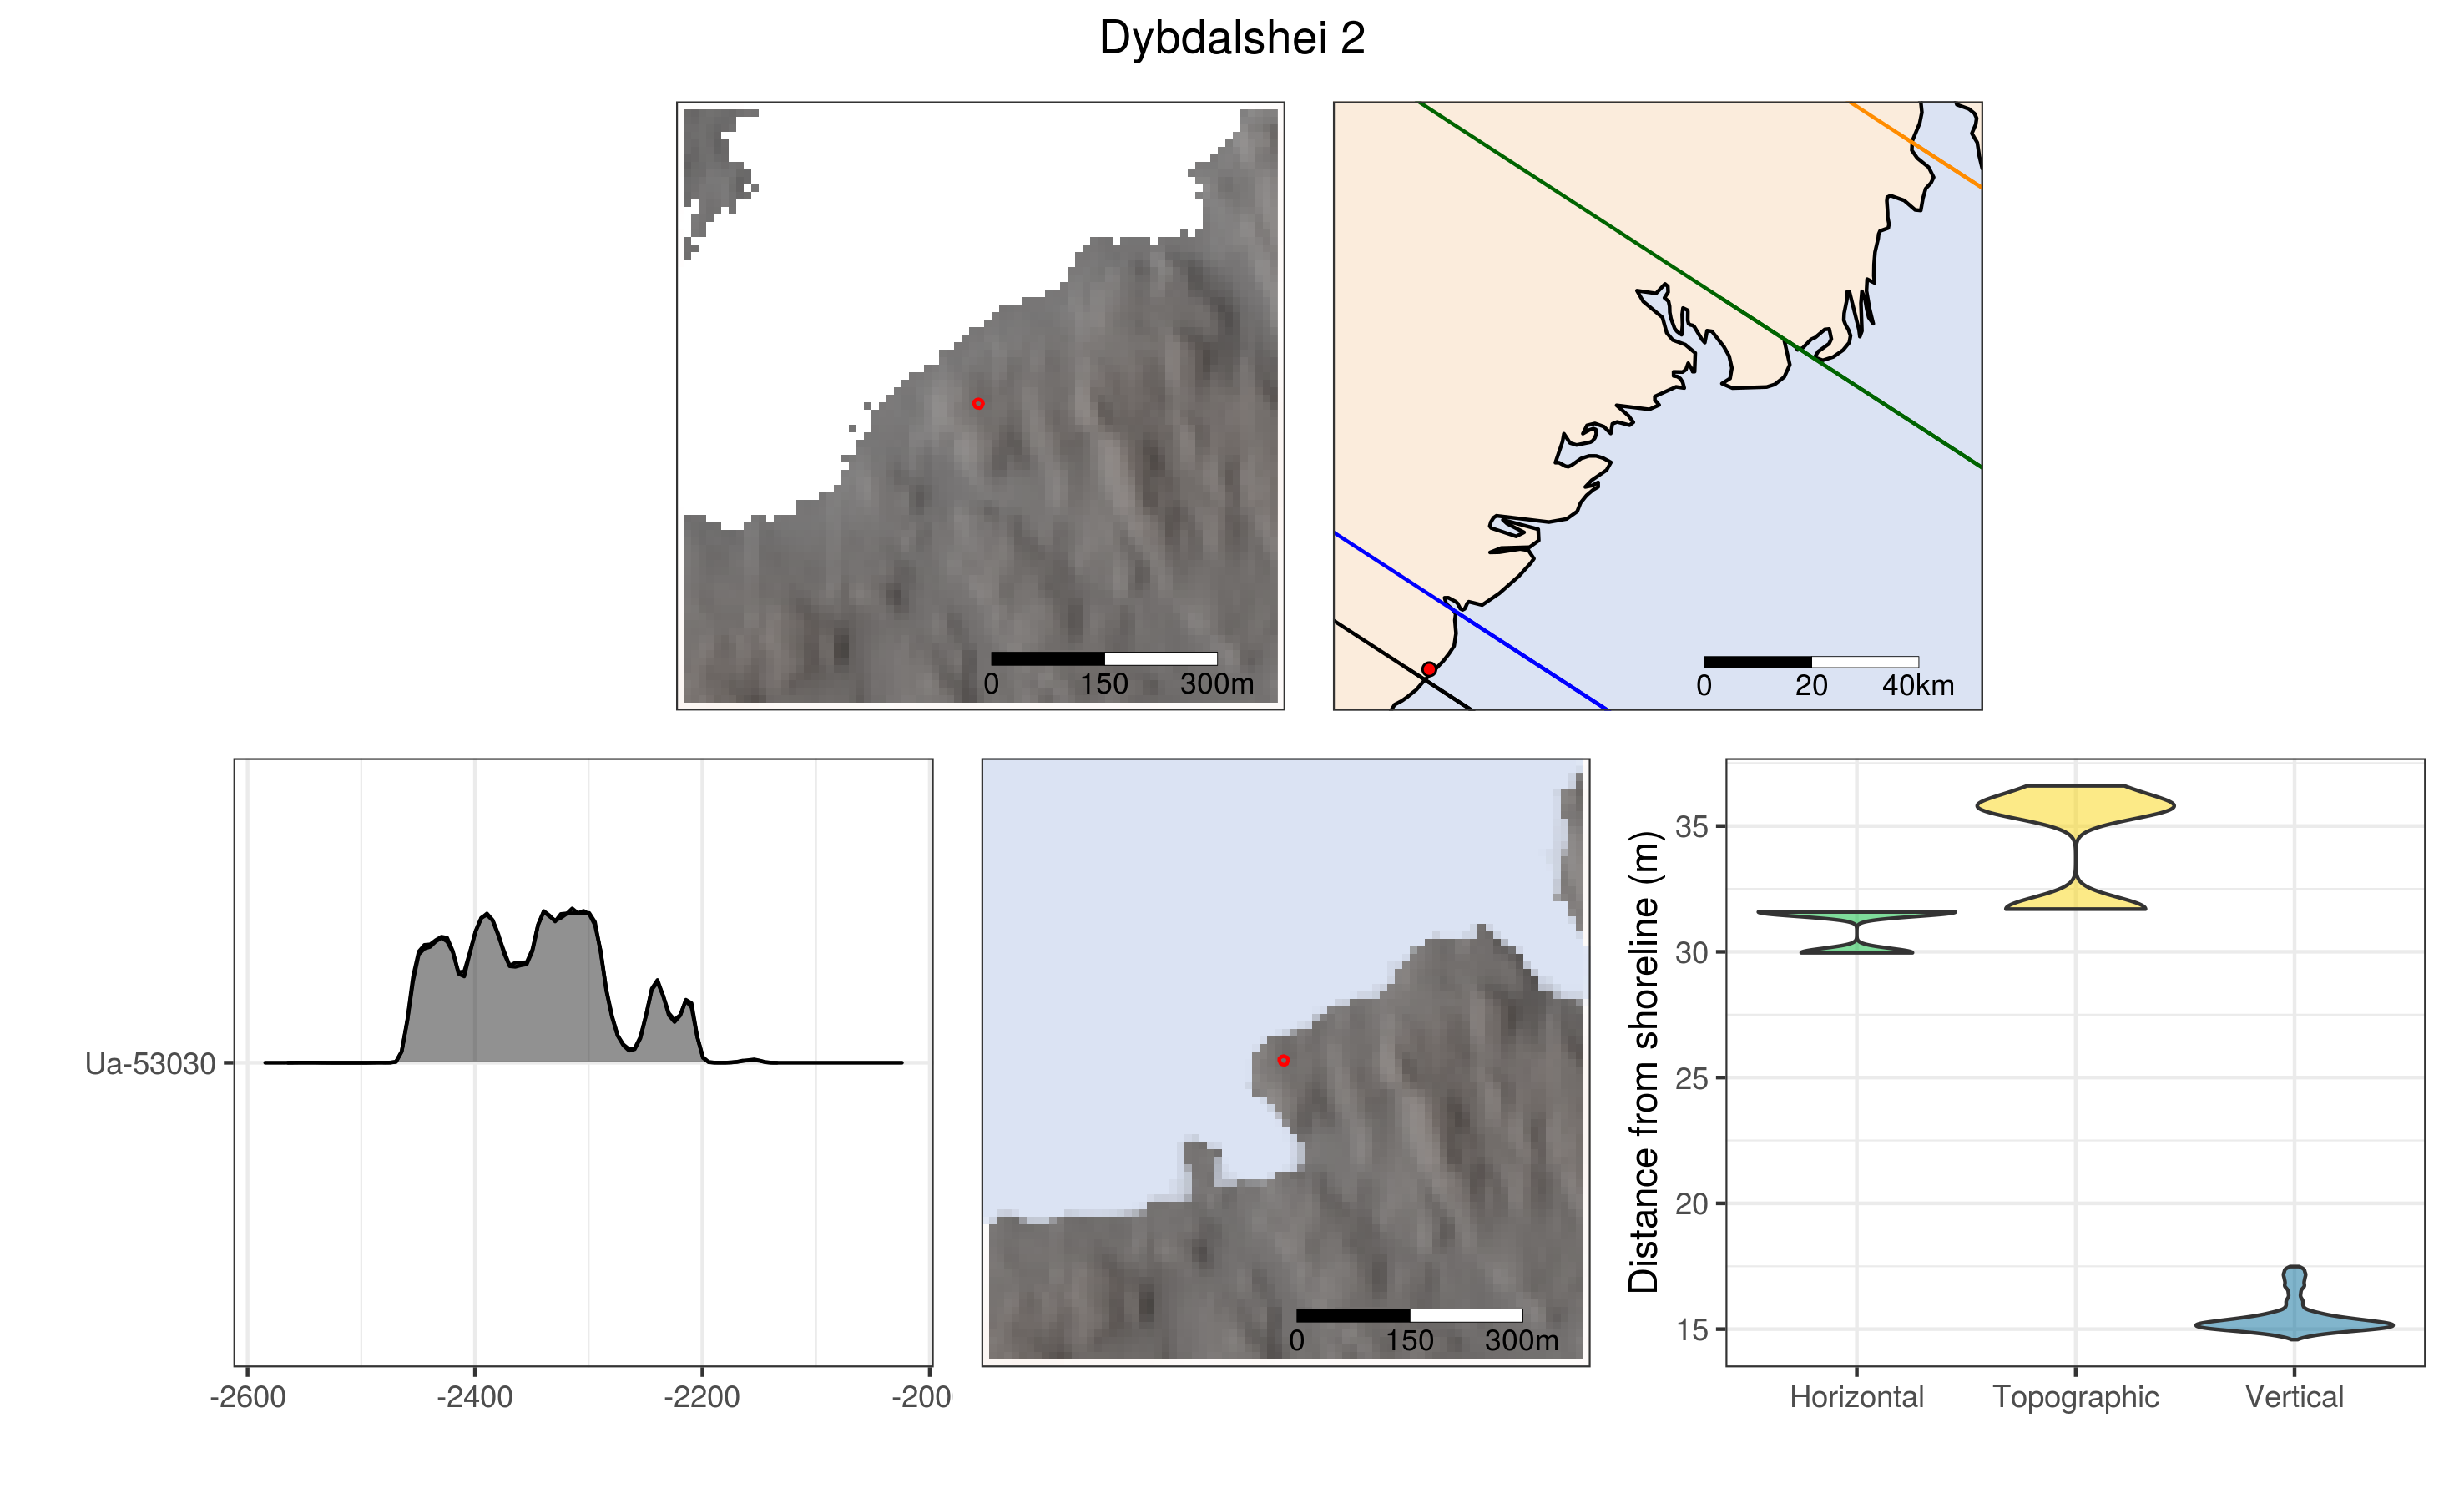 Dybdalshei 2
0 150 300m
0 20 40km
Ua-53030
-2600 -2400 -2200 -200
0 150 300m
Distance from shoreline (m)
35
30
25
20
15
Horizontal Topographic Vertical